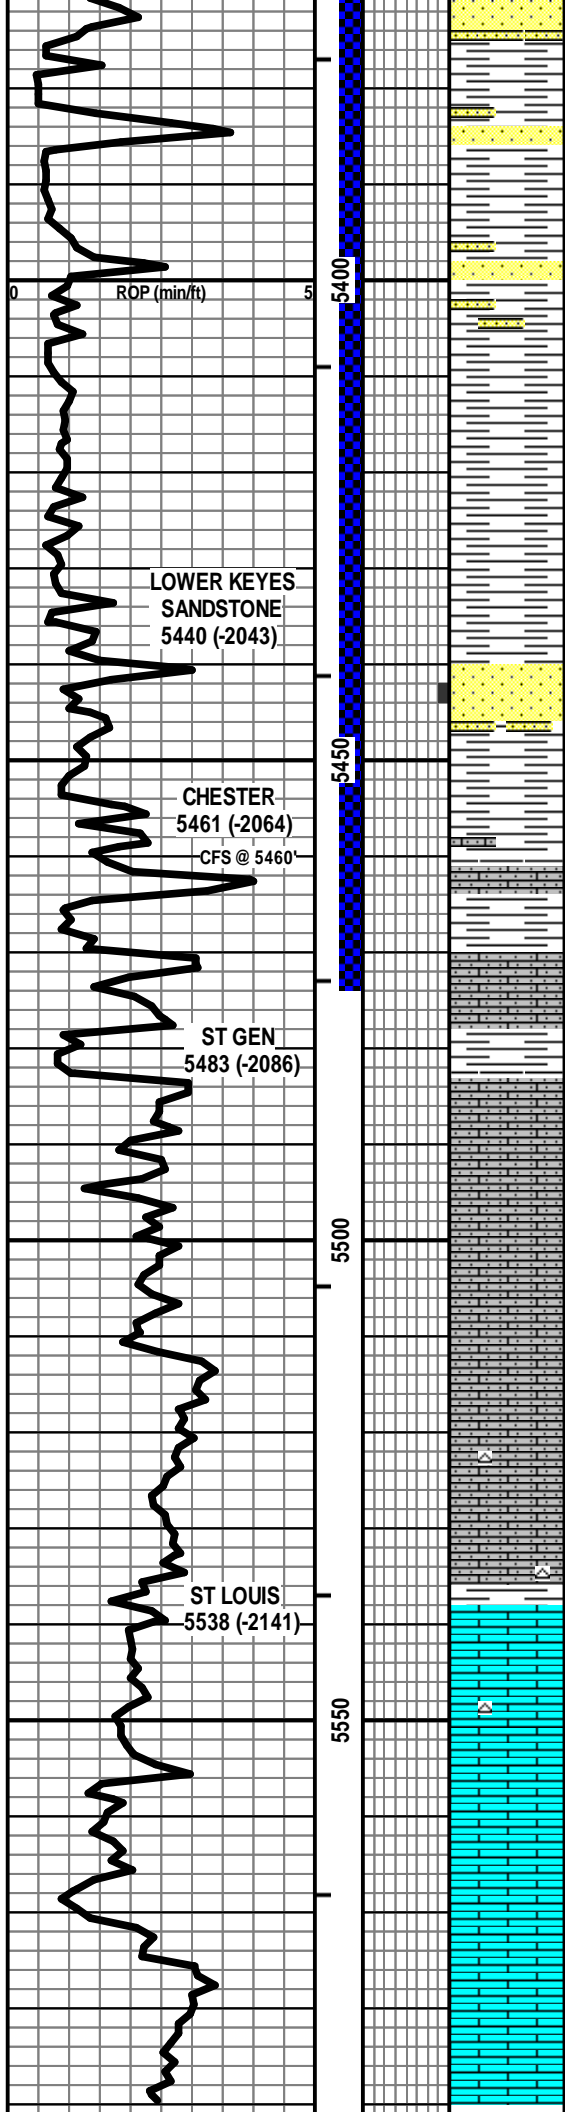 5400
0 ROP (min/ft) 5
LOWER KEYES
SANDSTONE
5440 (-2043)
5450
CHESTER
5461 (-2064)
CFS @ 5460'
ST GEN
5483 (-2086)
5500
ST LOUIS
5538 (-2141)
5550